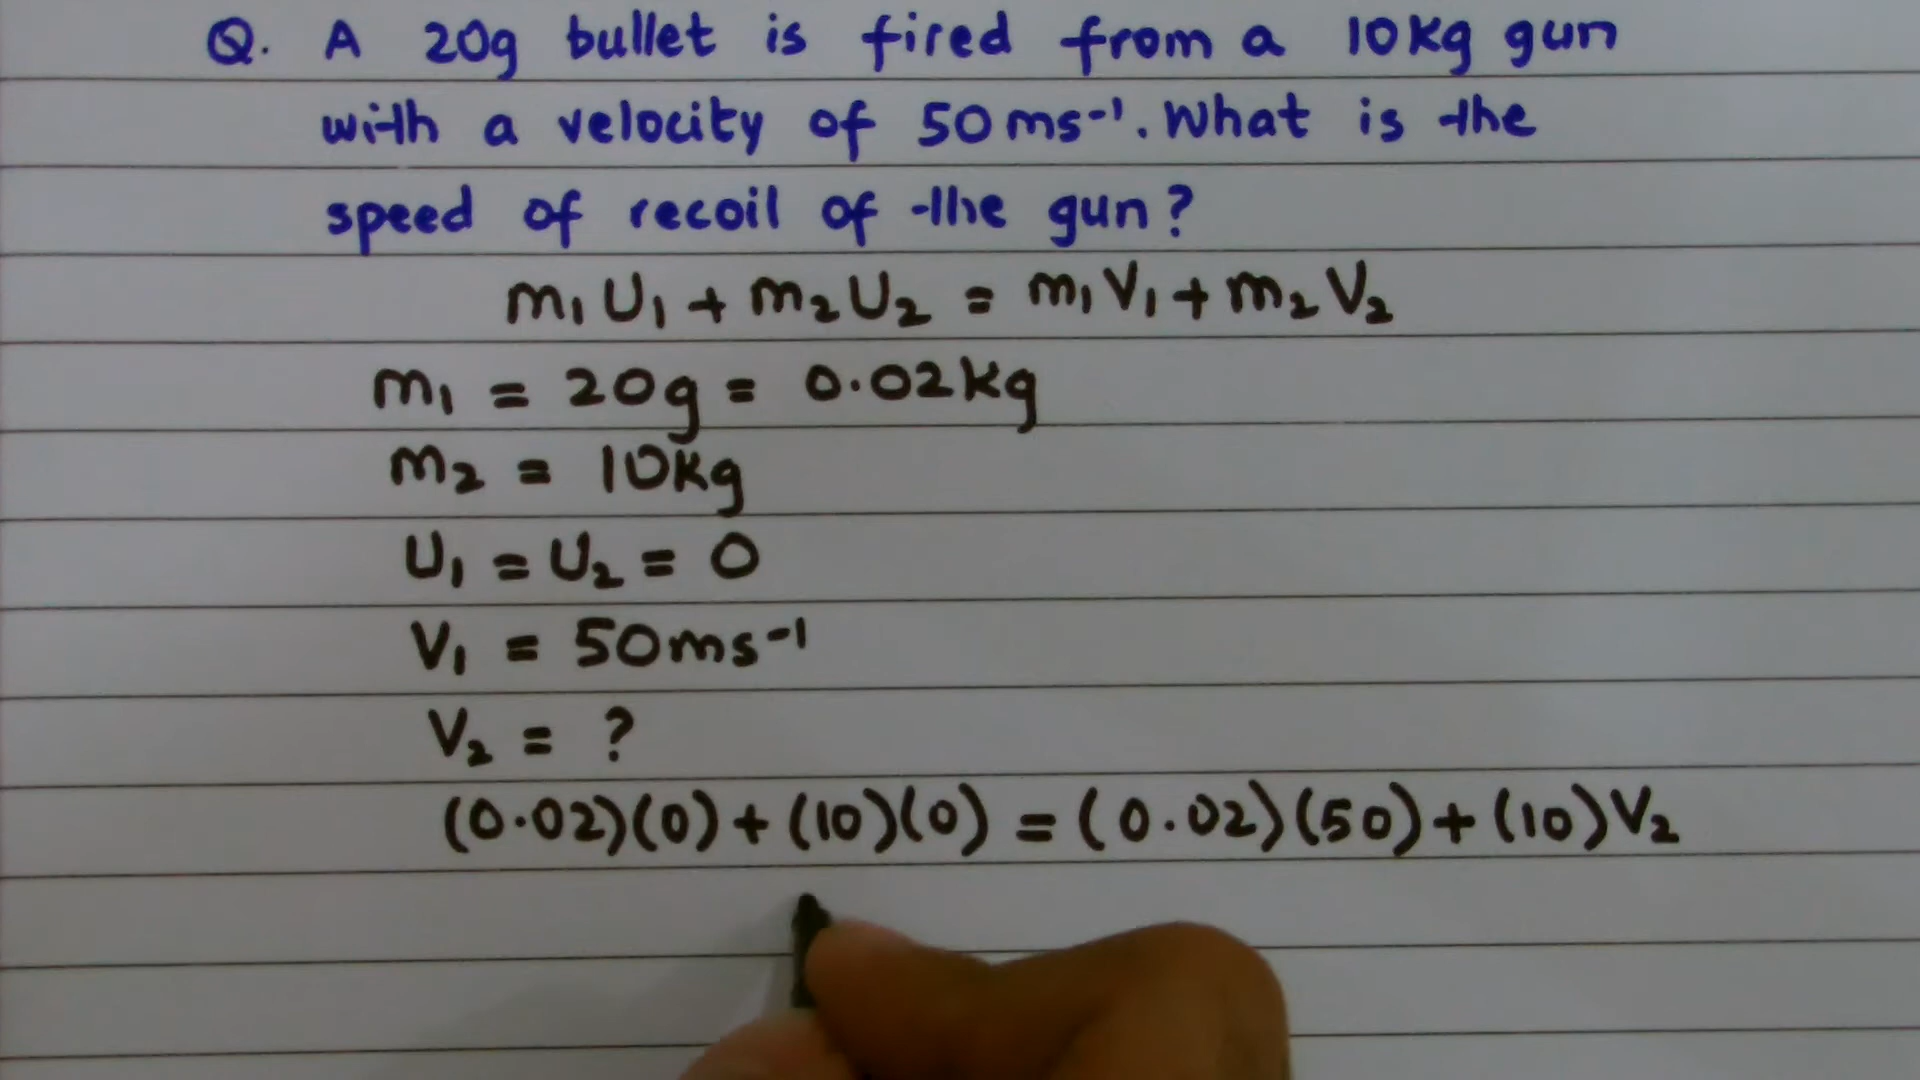 Q. A 20g bullet is fired from a 10kg gun
with a velocity of 50ms⁻¹. What is the
speed of recoil of the gun?
m₁U₁ + m₂U₂ = m₁V₁ + m₂V₂
m₁ = 20g = 0.02kg
m₂ = 10kg
U₁ = U₂ = 0
V₁ = 50ms⁻¹
V₂ = ?
(0.02)(0) + (10)(0) = (0.02)(50) + (10)V₂